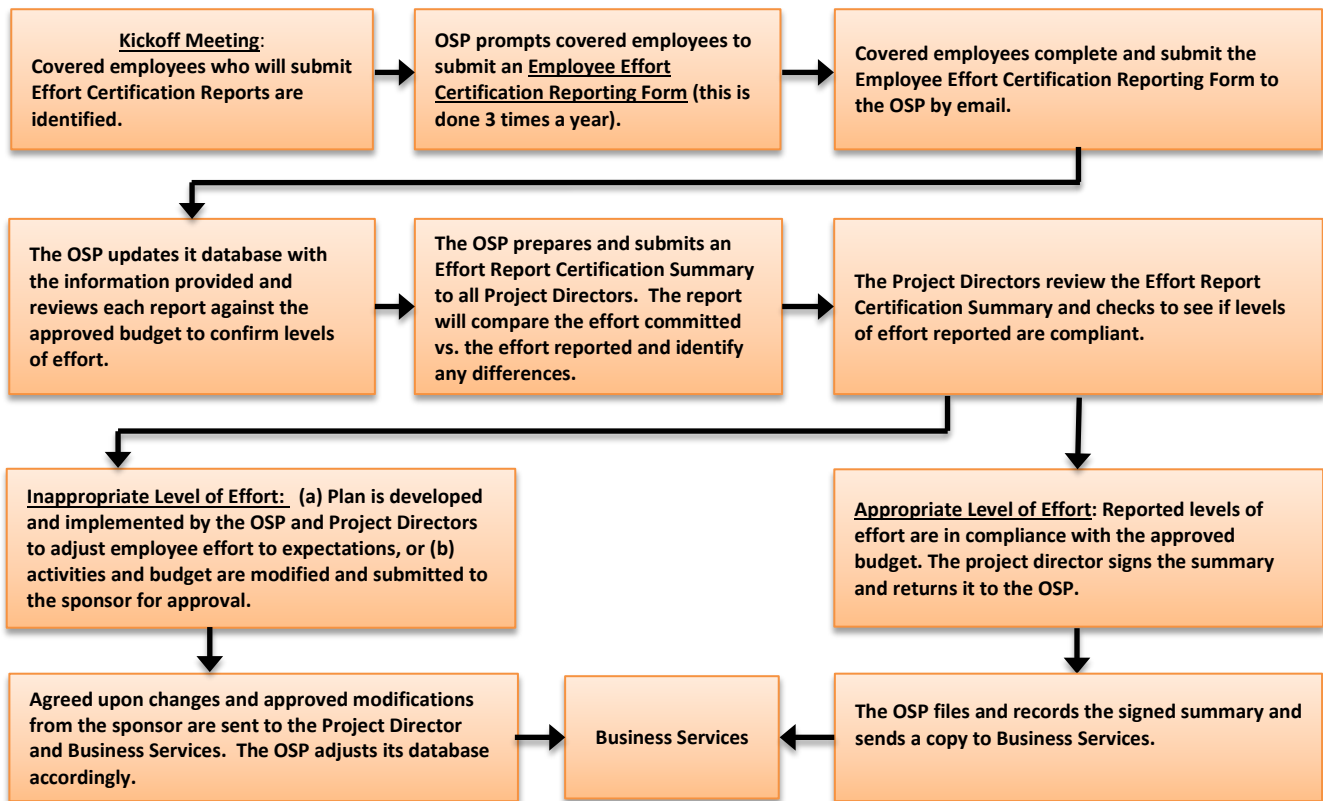 Kickoff Meeting:
Covered employees who will submit
Effort Certification Reports are
identified.
OSP prompts covered employees to
submit an Employee Effort
Certification Reporting Form (this is
done 3 times a year).
Covered employees complete and submit the
Employee Effort Certification Reporting Form to
the OSP by email.
The OSP updates it database with
the information provided and
reviews each report against the
approved budget to confirm levels
of effort.
The OSP prepares and submits an
Effort Report Certification Summary
to all Project Directors. The report
will compare the effort committed
vs. the effort reported and identify
any differences.
The Project Directors review the Effort Report
Certification Summary and checks to see if levels
of effort reported are compliant.
Inappropriate Level of Effort: (a) Plan is developed
and implemented by the OSP and Project Directors
to adjust employee effort to expectations, or (b)
activities and budget are modified and submitted to
the sponsor for approval.
Appropriate Level of Effort: Reported levels of
effort are in compliance with the approved
budget. The project director signs the summary
and returns it to the OSP.
Agreed upon changes and approved modifications
from the sponsor are sent to the Project Director
and Business Services. The OSP adjusts its database
accordingly.
Business Services
The OSP files and records the signed summary and
sends a copy to Business Services.